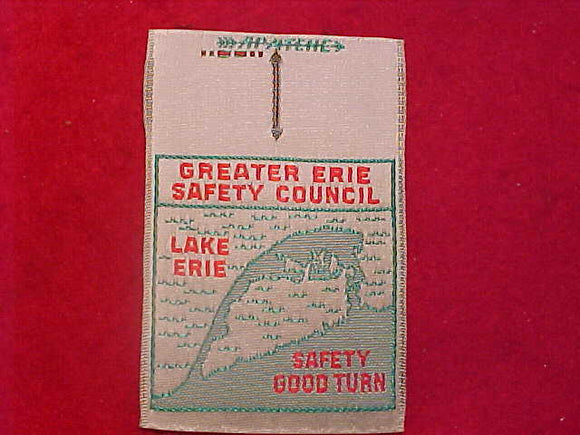 GREATER ERIE
SAFETY COUNCIL
LAKE
ERIE
SAFETY
GOOD TURN